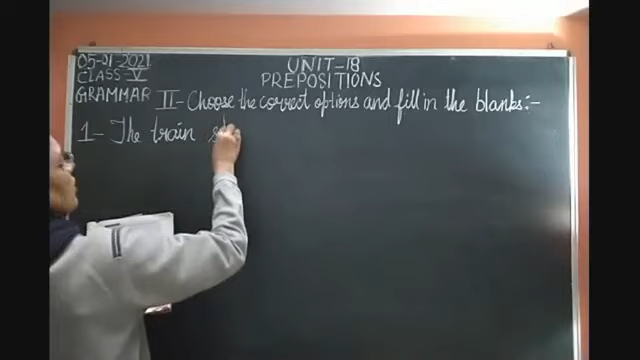 05-01-2021
UNIT-18
CLASS-V
PREPOSITIONS
GRAMMAR II- Choose the correct options and fill in the blanks:-
1- The train